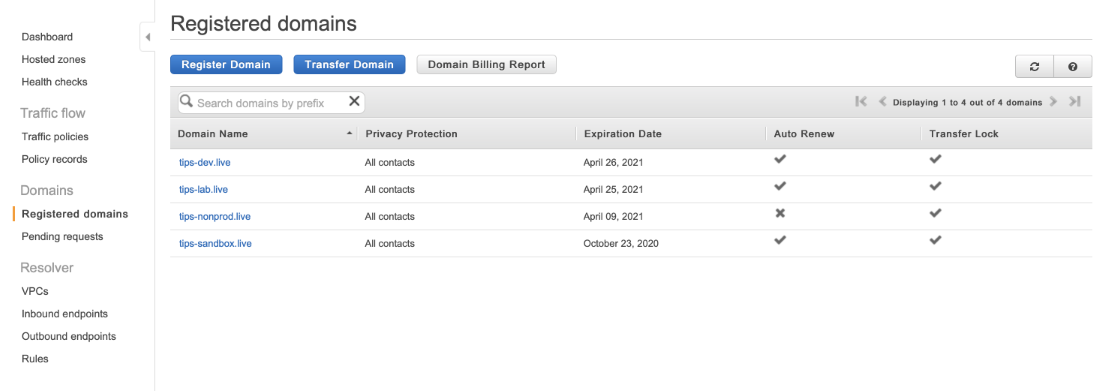 Registered domains
Dashboard
Hosted zones
Health checks
Traffic flow
Traffic policies
Policy records
Domains
Registered domains
Pending requests
Resolver
VPCs
Inbound endpoints
Outbound endpoints
Rules
Register Domain Transfer Domain Domain Billing Report
Search domains by prefix Displaying 1 to 4 out of 4 domains
Domain Name Privacy Protection Expiration Date Auto Renew Transfer Lock
tips-dev.live All contacts April 26, 2021
tips-lab.live All contacts April 25, 2021
tips-nonprod.live All contacts April 09, 2021
tips-sandbox.live All contacts October 23, 2020